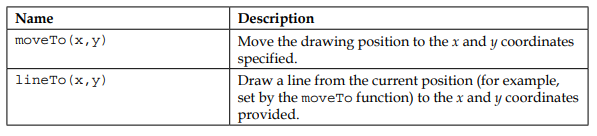 Name Description
moveTo(x,y) Move the drawing position to the x and y coordinates
specified.
lineTo(x,y) Draw a line from the current position (for example,
set by the moveTo function) to the x and y coordinates
provided.